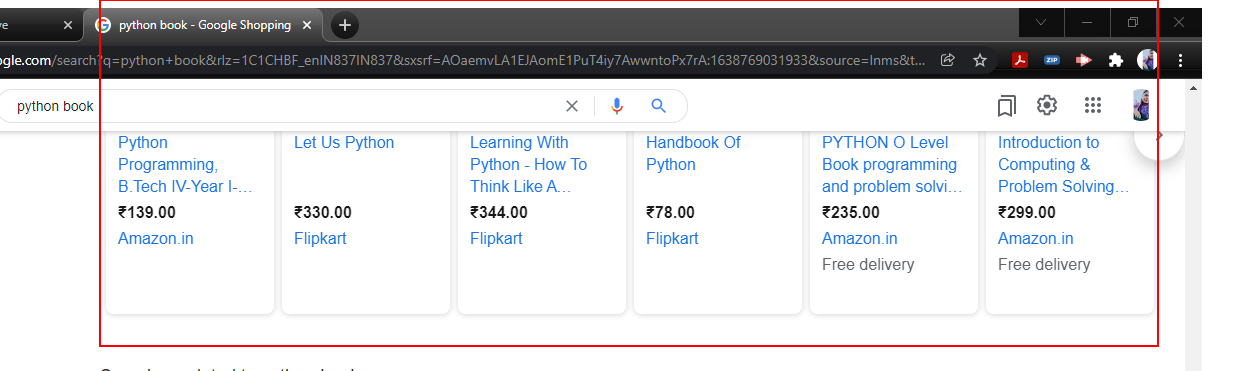 ve
python book - Google Shopping
ogle.com/search?q=python+book&rlz=1C1CHBF_enIN837IN837&sxsrf=AOaemvLA1EJAomE1PuT4iy7AwwntoPx7rA:1638769031933&source=lnms&t...
ZIP
python book
Python
Programming,
B.Tech IV-Year I-...
₹139.00
Amazon.in
Let Us Python
₹330.00
Flipkart
Learning With
Python - How To
Think Like A...
₹344.00
Flipkart
Handbook Of
Python
₹78.00
Flipkart
PYTHON O Level
Book programming
and problem solvi...
₹235.00
Amazon.in
Free delivery
Introduction to
Computing &
Problem Solving...
₹299.00
Amazon.in
Free delivery